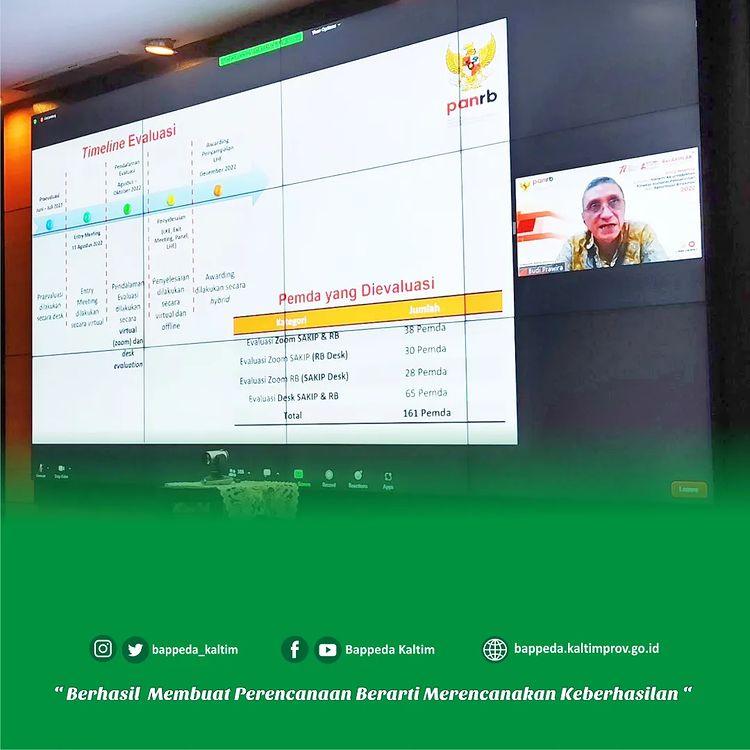 Timeline Evaluasi
panrb
Praevaluasi
Juni - Juli 2022
Entry Meeting
11 Agustus 2022
Pendalaman
Evaluasi
Agustus -
Oktober 2022
Penyelesaian
(LKE, Exit
Meeting, Panel,
LHE)
Awarding
Penyampaian
LHE
Desember 2022
Praevaluasi
dilakukan
secara desk
Entry
Meeting
dilakukan
secara virtual
Pendalaman
Evaluasi
dilakukan
secara
virtual
(zoom) dan
desk
evaluation
Penyelesaian
dilakukan
secara
virtual dan
offline
Awarding
dilakukan secara
hybrid
Pemda yang Dievaluasi
Kategori Jumlah
Evaluasi Zoom SAKIP & RB 38 Pemda
Evaluasi Zoom SAKIP (RB Desk) 30 Pemda
Evaluasi Zoom RB (SAKIP Desk) 28 Pemda
Evaluasi Desk SAKIP & RB 65 Pemda
Total 161 Pemda
panrb
2022
Budi Prawira
Record
Reactions
Apps
Leave
bappeda_kaltim
Bappeda Kaltim
bappeda.kaltimprov.go.id
“ Berhasil Membuat Perencanaan Berarti Merencanakan Keberhasilan “